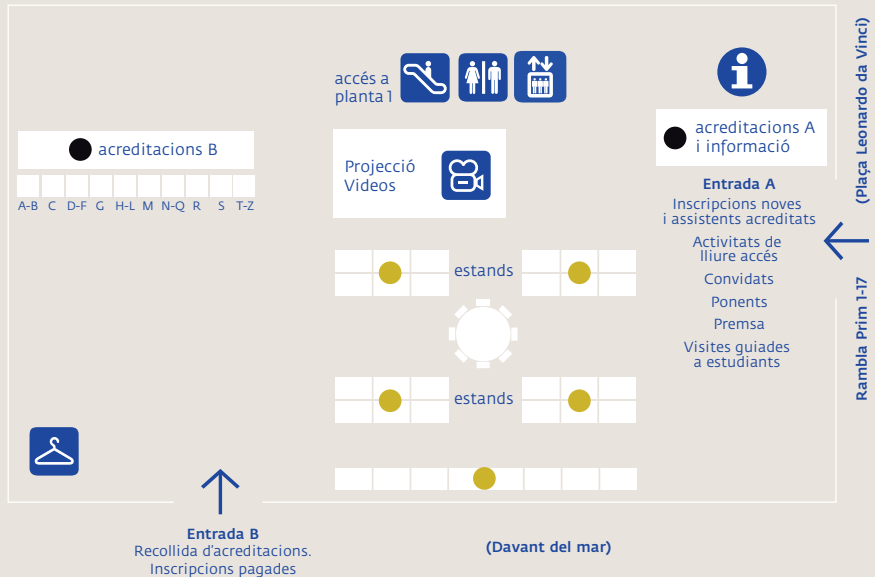 accés a
planta 1
acreditacions B
A-B C D-F G H-L M N-Q R S T-Z
Projecció
Videos
acreditacions A
i informació
Entrada A
Inscripcions noves
i assistents acreditats
Activitats de
lliure accés
Convidats
Ponents
Premsa
Visites guiades
a estudiants
(Plaça Leonardo da Vinci)
Rambla Prim 1-17
estands
estands
Entrada B
Recollida d'acreditacions.
Inscripcions pagades
(Davant del mar)